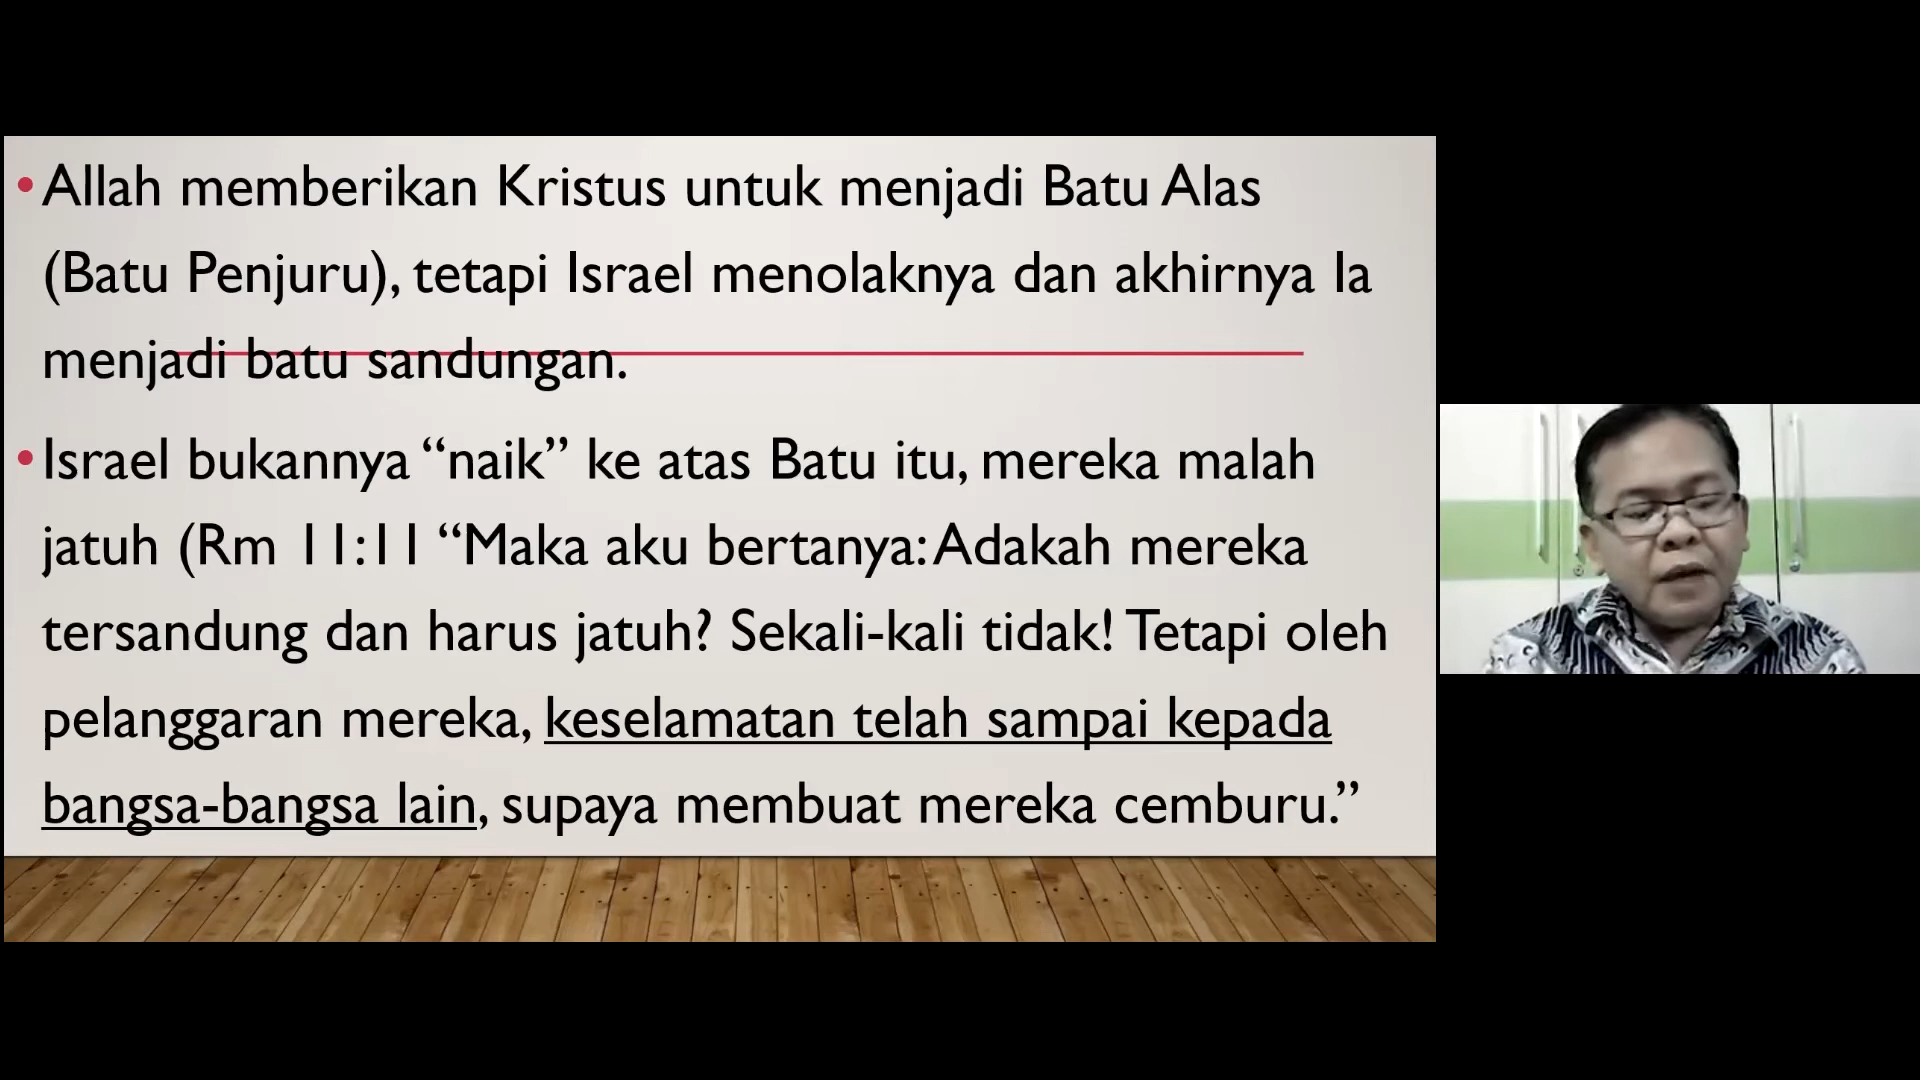 • Allah memberikan Kristus untuk menjadi Batu Alas
(Batu Penjuru), tetapi Israel menolaknya dan akhirnya Ia
menjadi batu sandungan.
• Israel bukannya “naik” ke atas Batu itu, mereka malah
jatuh (Rm 11:11 “Maka aku bertanya: Adakah mereka
tersandung dan harus jatuh? Sekali-kali tidak! Tetapi oleh
pelanggaran mereka, keselamatan telah sampai kepada
bangsa-bangsa lain, supaya membuat mereka cemburu.”